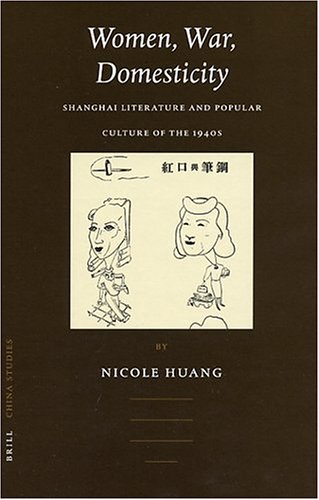 Women, War,
Domesticity
SHANGHAI LITERATURE AND POPULAR
CULTURE OF THE 1940S
鋼筆與口紅
BY
NICOLE HUANG
BRILL CHINA STUDIES